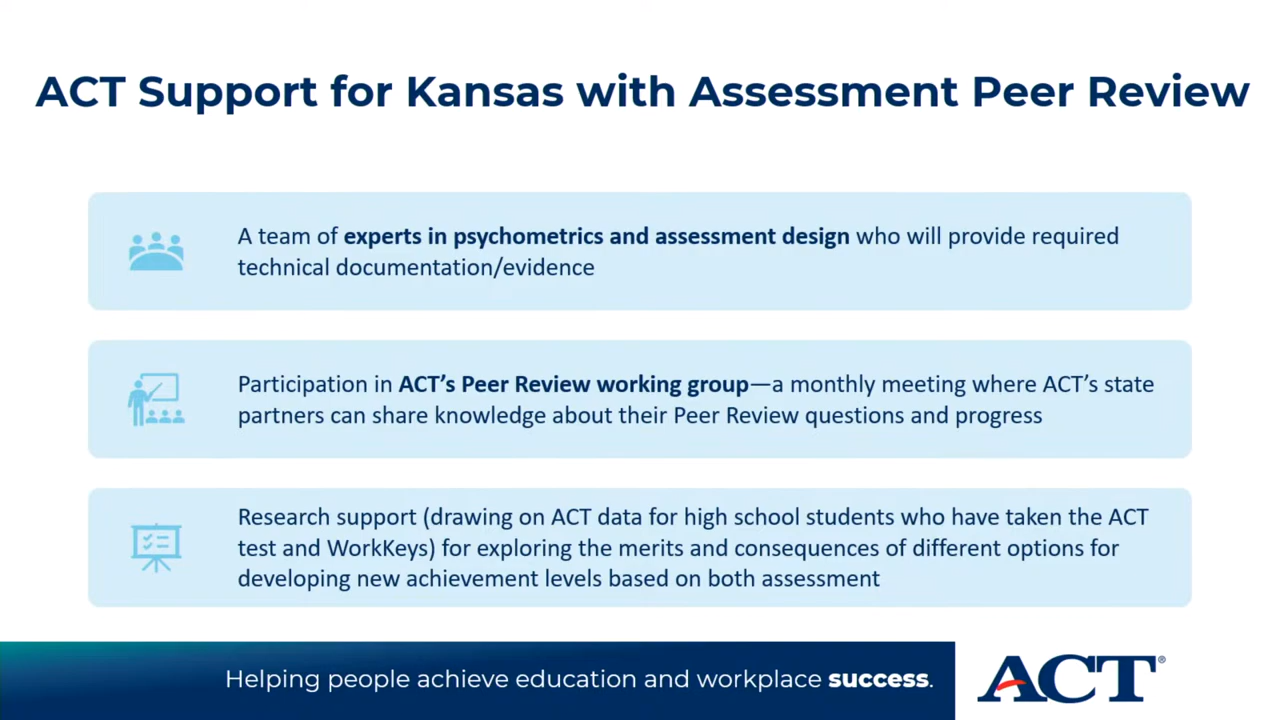 ACT Support for Kansas with Assessment Peer Review
A team of experts in psychometrics and assessment design who will provide required
technical documentation/evidence
Participation in ACT’s Peer Review working group—a monthly meeting where ACT’s state
partners can share knowledge about their Peer Review questions and progress
Research support (drawing on ACT data for high school students who have taken the ACT
test and WorkKeys) for exploring the merits and consequences of different options for
developing new achievement levels based on both assessment
Helping people achieve education and workplace success.
ACT®